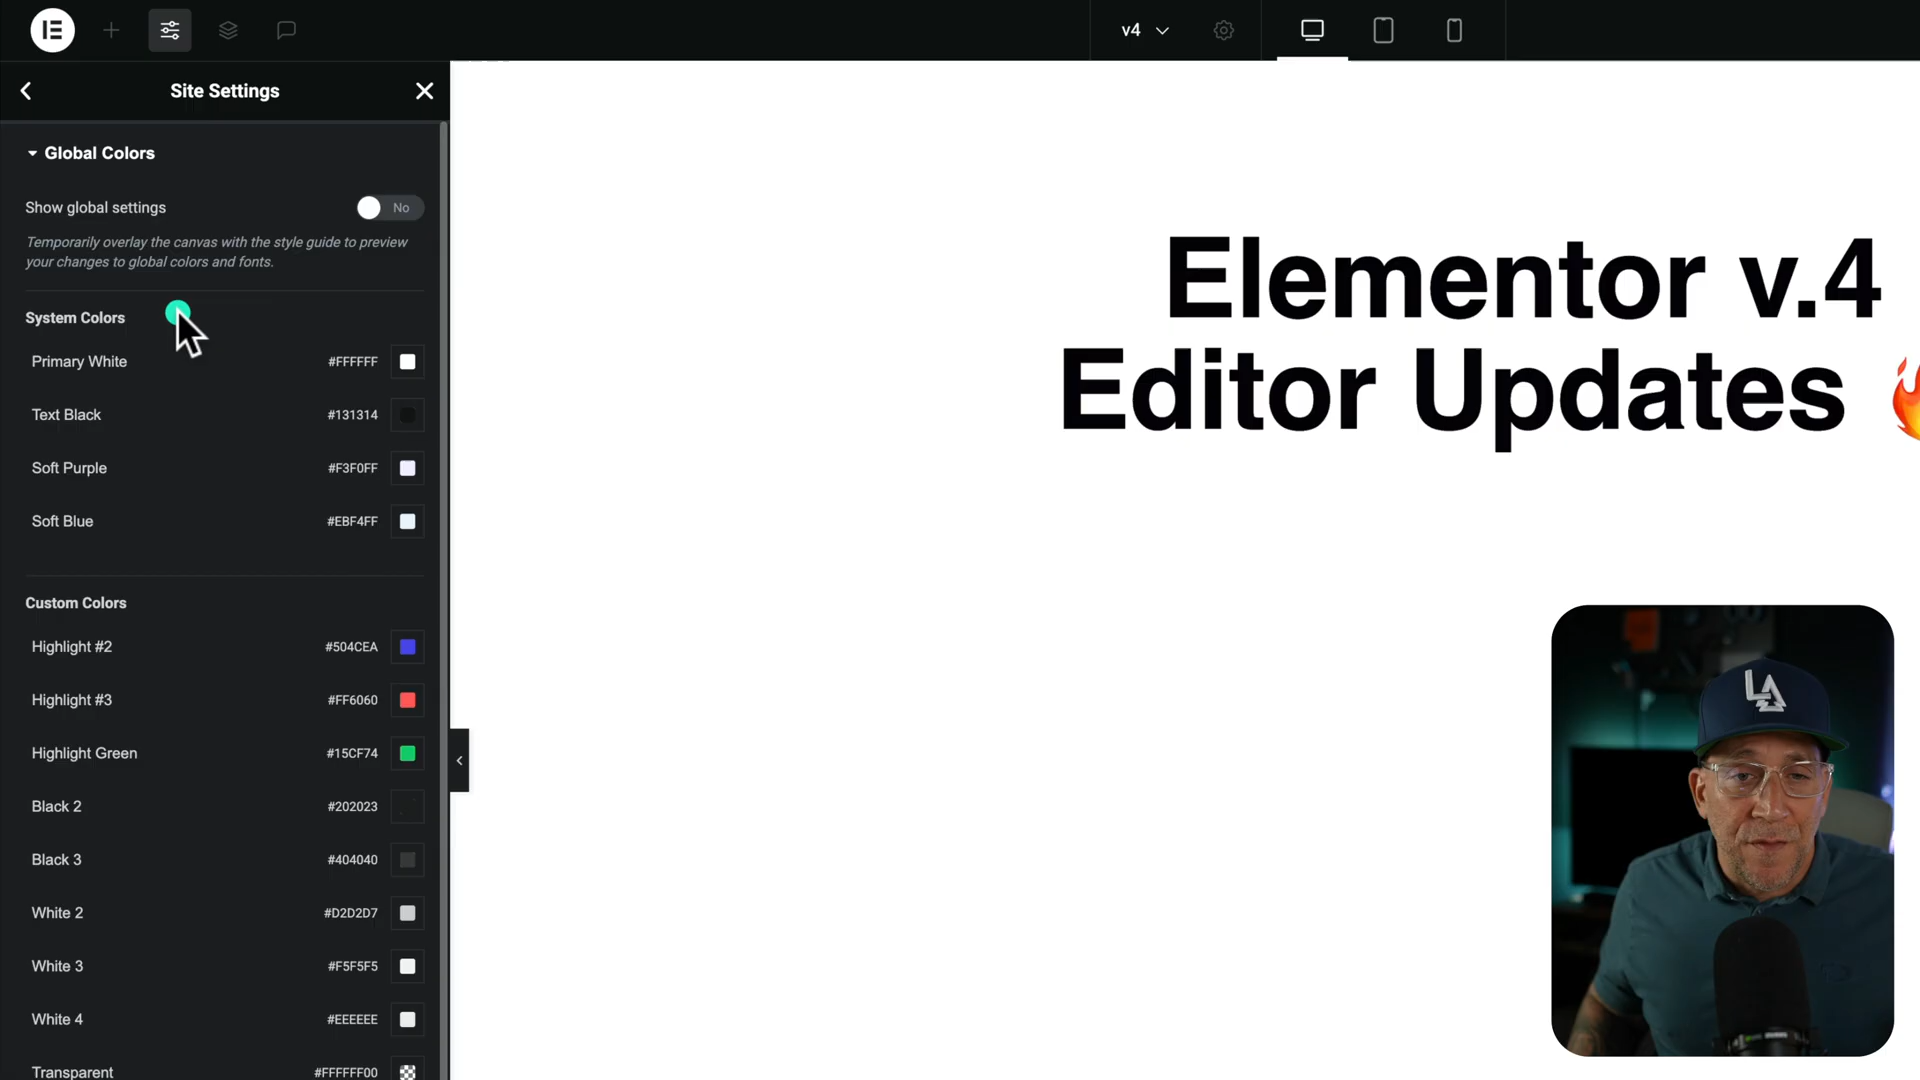 v4
Site Settings
Global Colors
Show global settings
No
Temporarily overlay the canvas with the style guide to preview
your changes to global colors and fonts.
System Colors
Primary White #FFFFFF
Text Black #131314
Soft Purple #F3F0FF
Soft Blue #EBF4FF
Custom Colors
Highlight #2 #504CEA
Highlight #3 #FF6060
Highlight Green #15CF74
Black 2 #202023
Black 3 #404040
White 2 #D2D2D7
White 3 #F5F5F5
White 4 #EEEEEE
Transparent #FFFFFF00
Elementor v.4
Editor Updates 🔥
LA